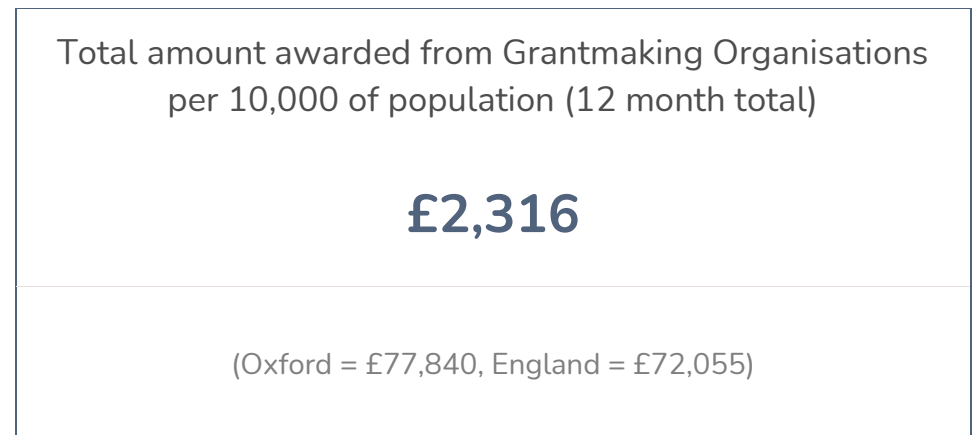 Total amount awarded from Grantmaking Organisations
per 10,000 of population (12 month total)
£2,316
(Oxford = £77,840, England = £72,055)